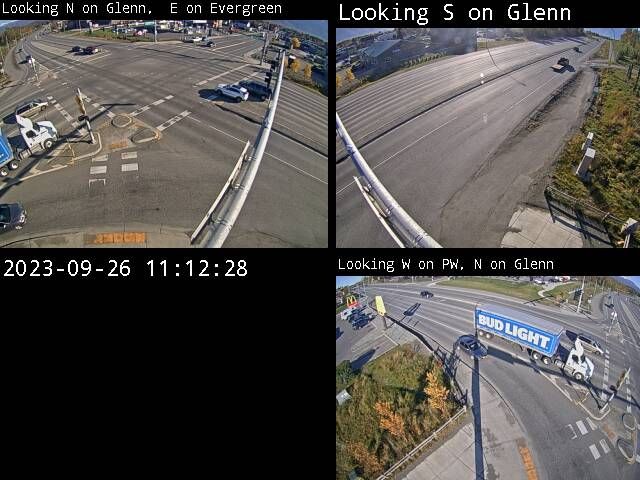 Looking N on Glenn,  E on Evergreen
Looking S on Glenn
2023-09-26 11:12:28
Looking W on PW, N on Glenn
BUD LIGHT